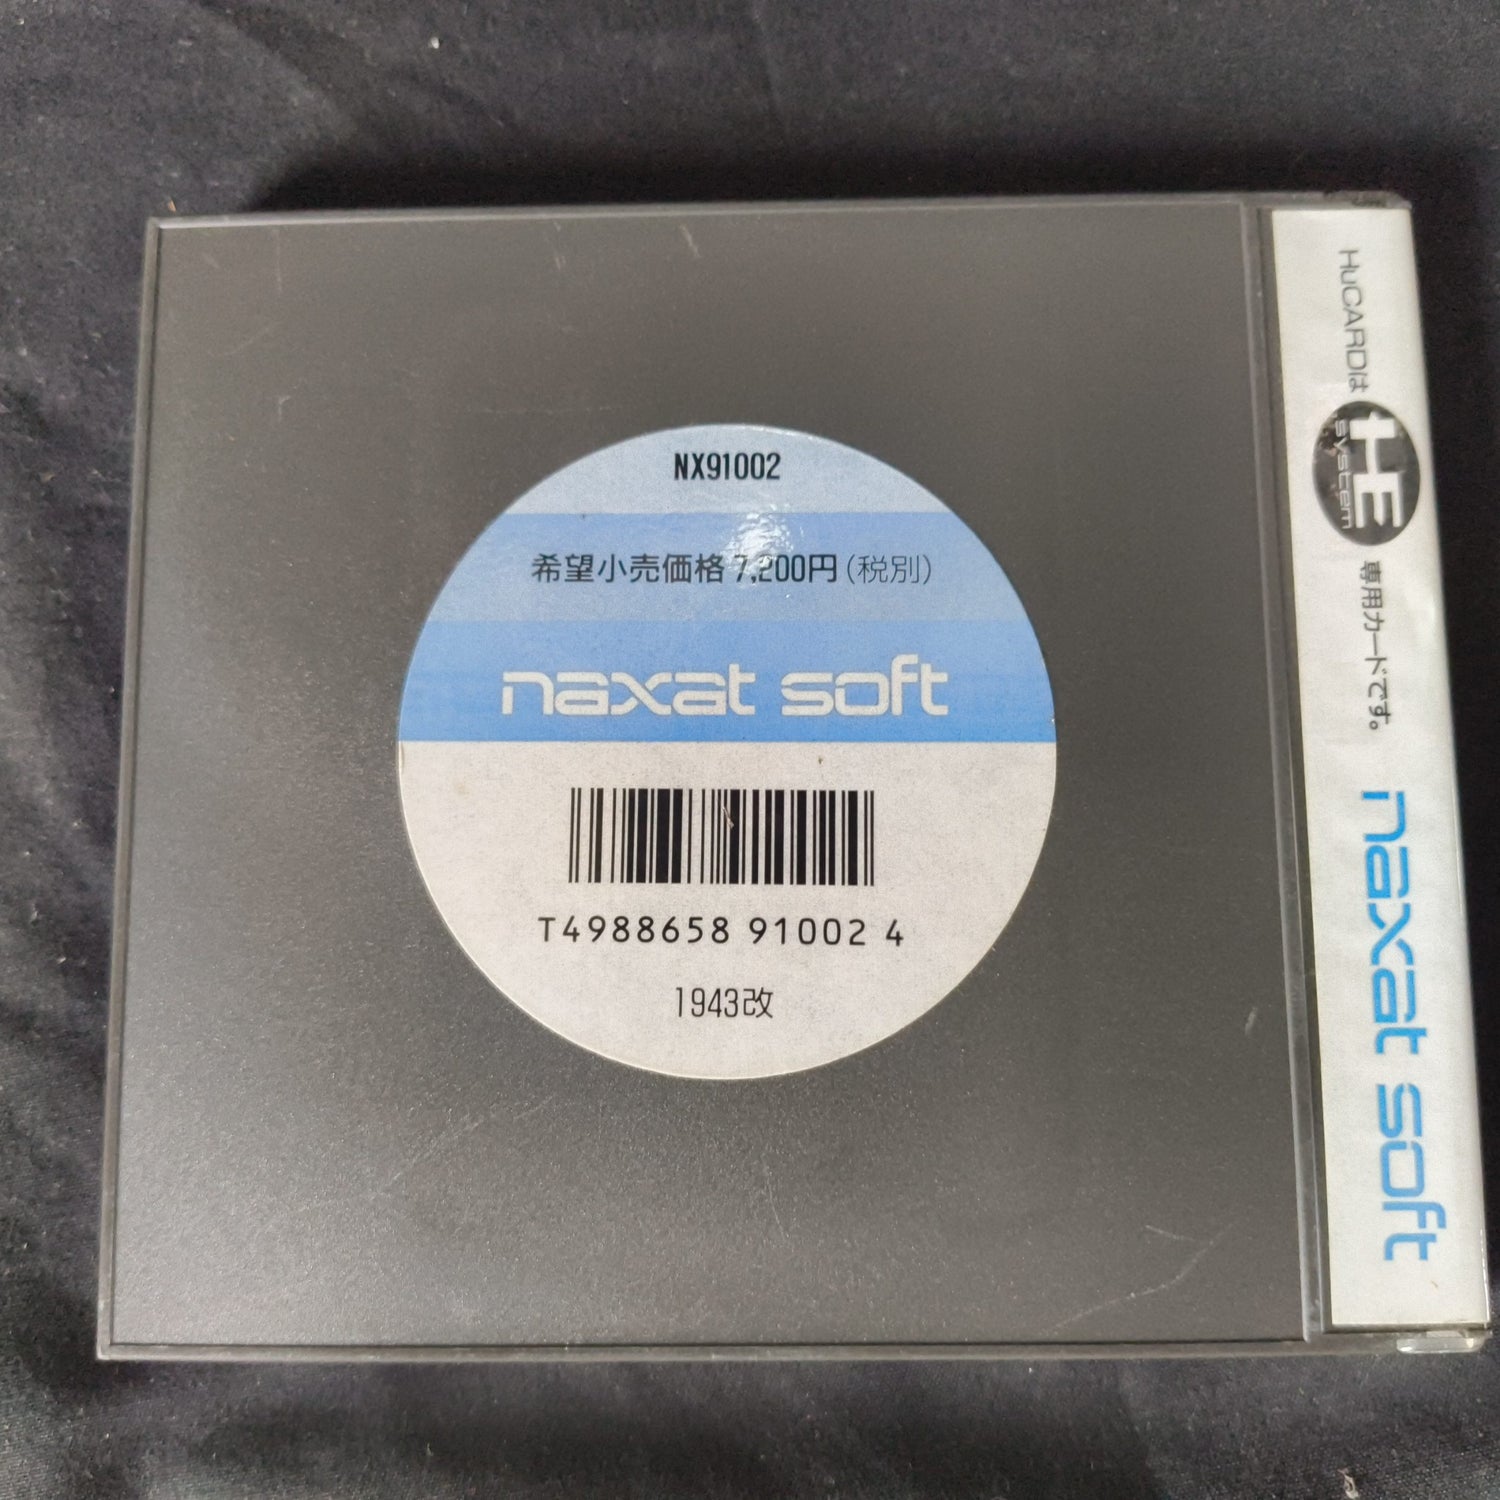 NX91002
希望小売価格 7,200円(税別)
naxat soft
T4988658 91002 4
1943改
HuCARDは HE system 専用カードです。
naxat soft